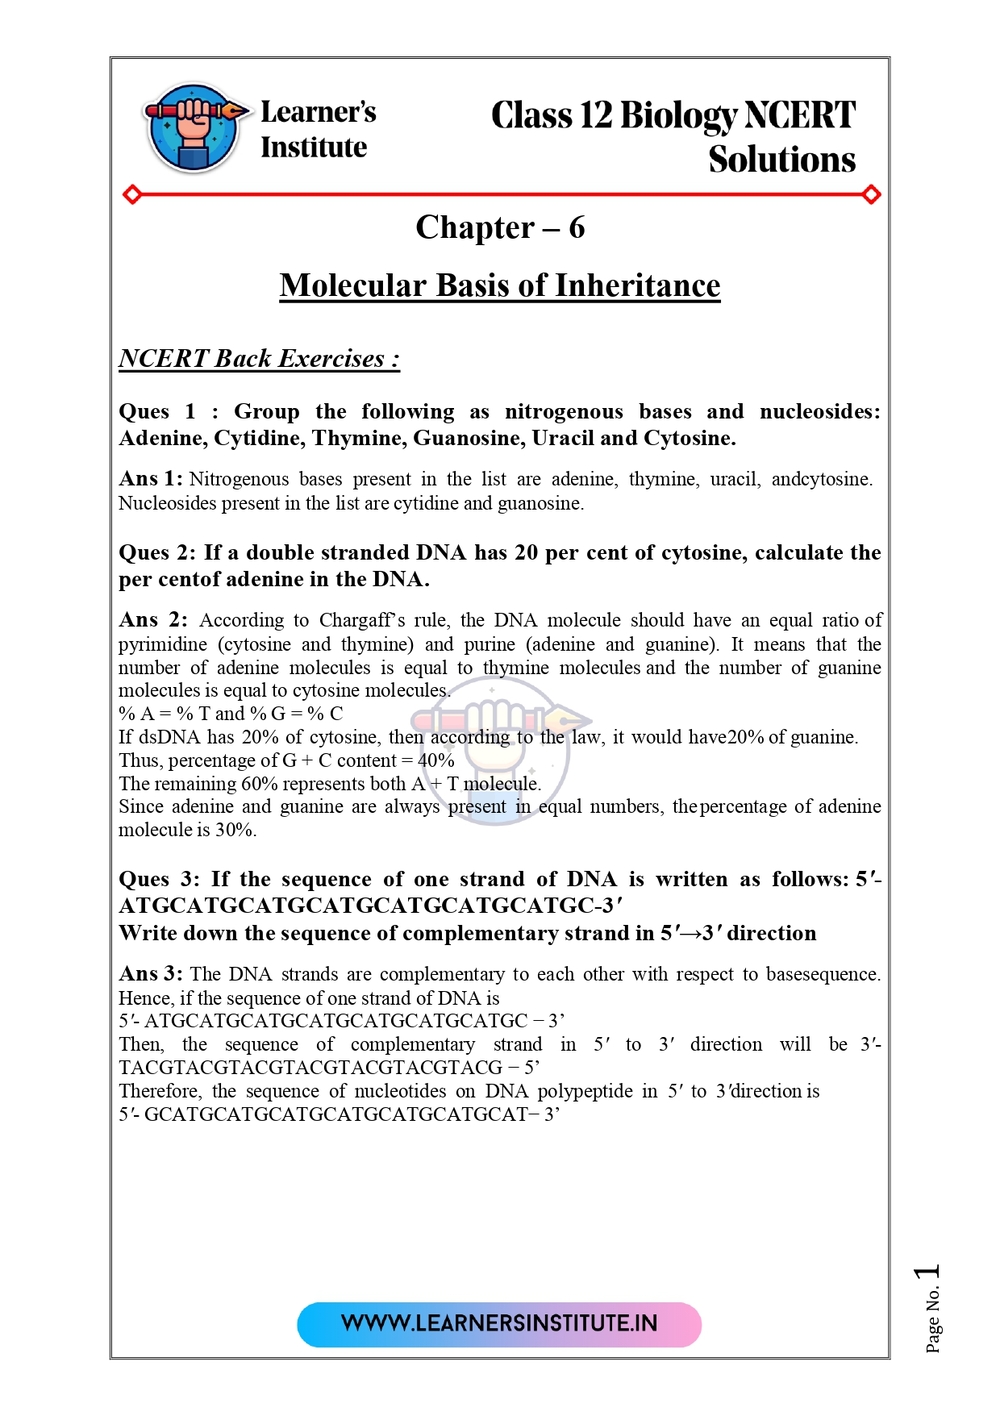 Learner's
Institute
Class 12 Biology NCERT
Solutions
Chapter – 6
Molecular Basis of Inheritance
NCERT Back Exercises :
Ques 1 : Group the following as nitrogenous bases and nucleosides:
Adenine, Cytidine, Thymine, Guanosine, Uracil and Cytosine.
Ans 1: Nitrogenous bases present in the list are adenine, thymine, uracil, andcytosine.
Nucleosides present in the list are cytidine and guanosine.
Ques 2: If a double stranded DNA has 20 per cent of cytosine, calculate the
per centof adenine in the DNA.
Ans 2: According to Chargaff’s rule, the DNA molecule should have an equal ratio of
pyrimidine (cytosine and thymine) and purine (adenine and guanine). It means that the
number of adenine molecules is equal to thymine molecules and the number of guanine
molecules is equal to cytosine molecules.
% A = % T and % G = % C
If dsDNA has 20% of cytosine, then according to the law, it would have20% of guanine.
Thus, percentage of G + C content = 40%
The remaining 60% represents both A + T molecule.
Since adenine and guanine are always present in equal numbers, thepercentage of adenine
molecule is 30%.
Ques 3: If the sequence of one strand of DNA is written as follows: 5′-
ATGCATGCATGCATGCATGCATGCATGC-3′
Write down the sequence of complementary strand in 5′→3′ direction
Ans 3: The DNA strands are complementary to each other with respect to basesequence.
Hence, if the sequence of one strand of DNA is
5′- ATGCATGCATGCATGCATGCATGCATGC − 3’
Then, the sequence of complementary strand in 5′ to 3′ direction will be 3′-
TACGTACGTACGTACGTACGTACGTACG − 5’
Therefore, the sequence of nucleotides on DNA polypeptide in 5′ to 3′direction is
5′- GCATGCATGCATGCATGCATGCATGCAT− 3’
WWW.LEARNERSINSTITUTE.IN
Page No. 1